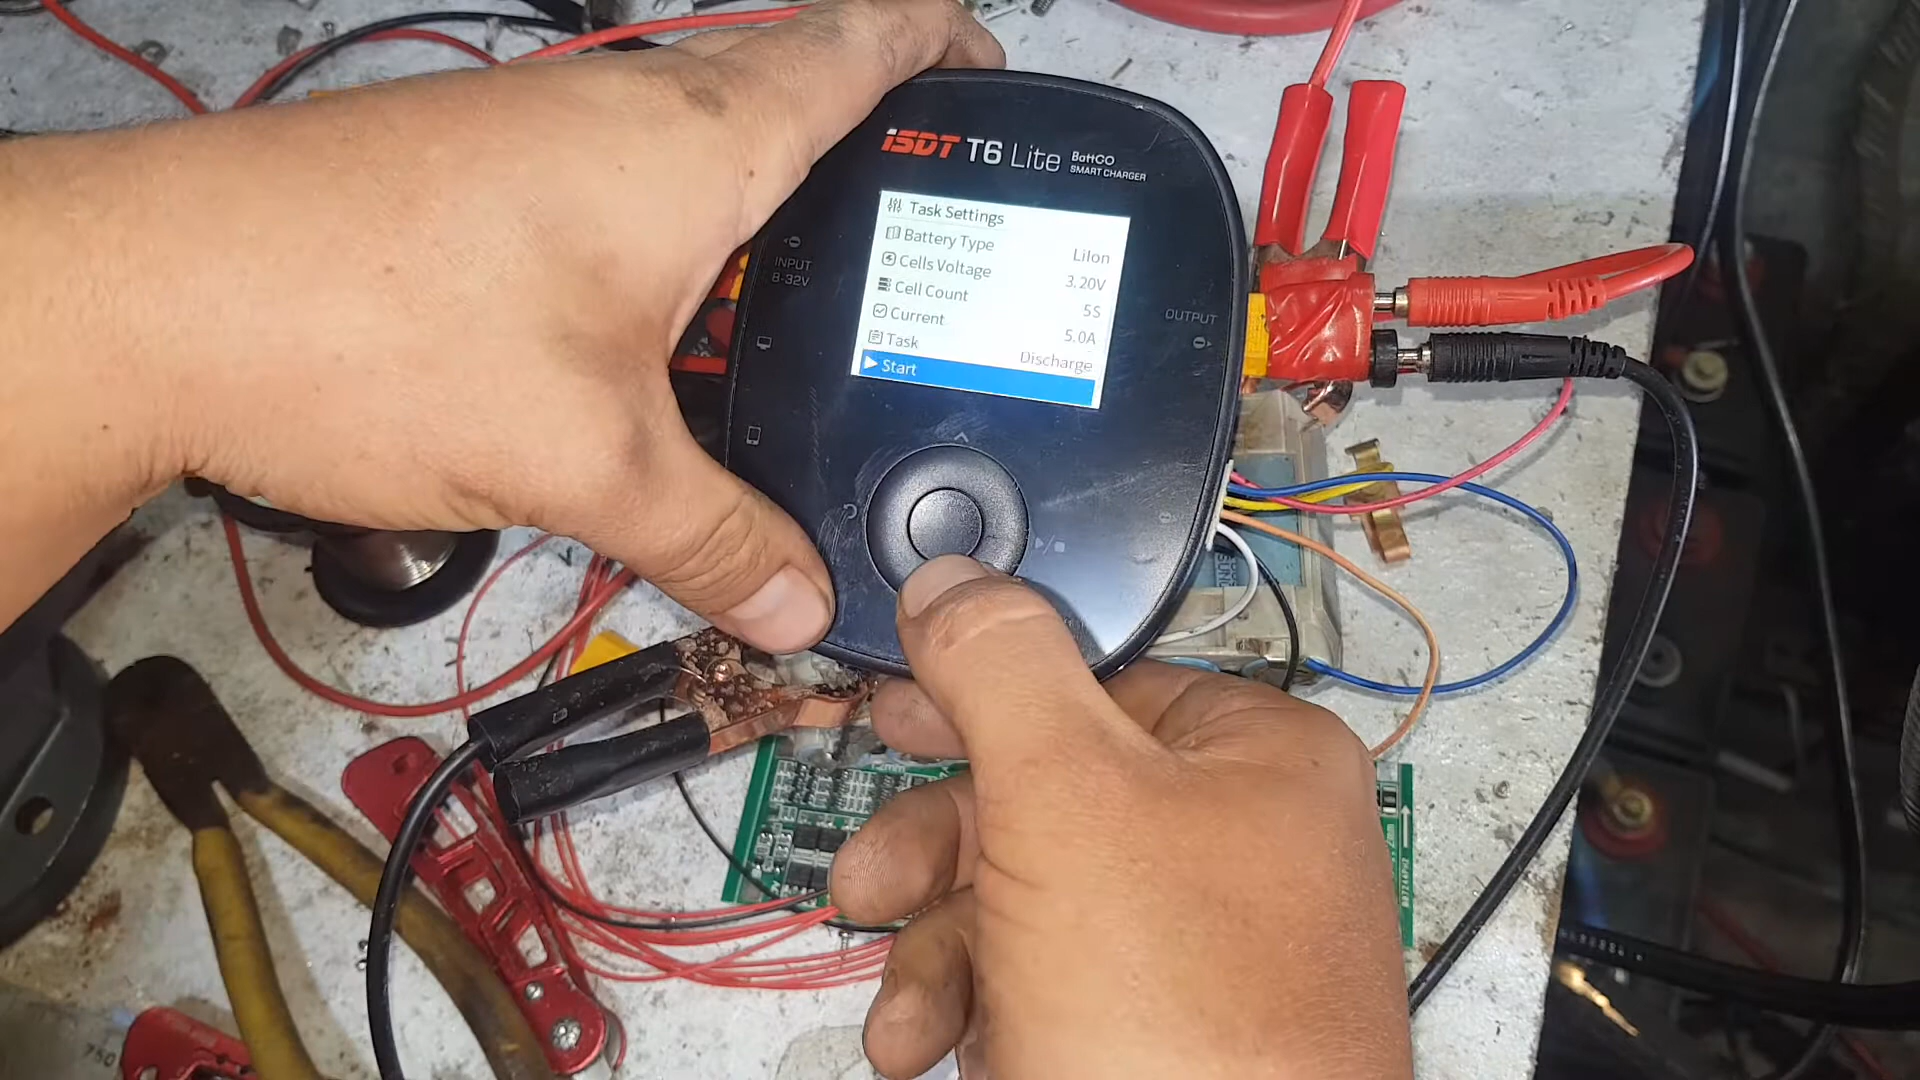 iSDT T6 Lite BattGO
SMART CHARGER
Task Settings
Battery Type LiIon
Cells Voltage 3.20V
Cell Count 5S
Current 5.0A
Task Discharge
Start
INPUT
8-32V
OUTPUT
750